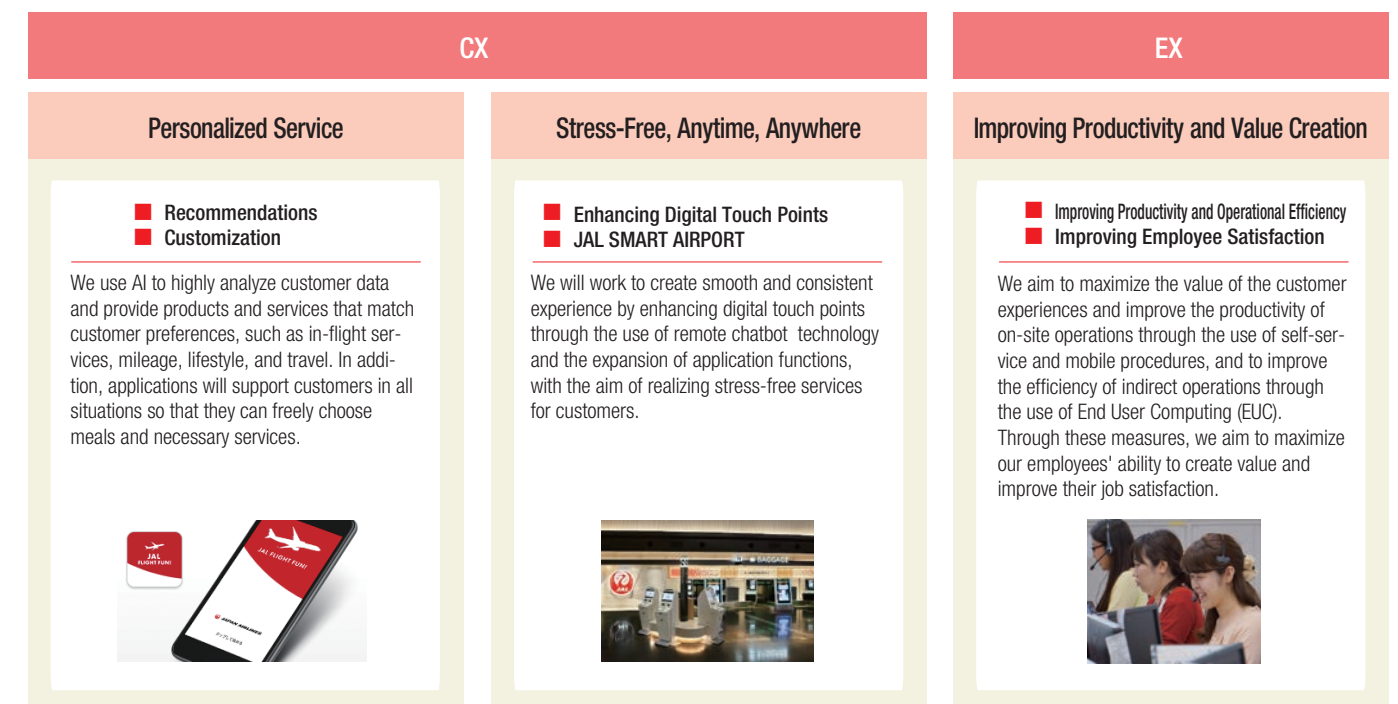 CX
EX
Personalized Service
Stress-Free, Anytime, Anywhere
Improving Productivity and Value Creation
Recommendations
Customization
We use AI to highly analyze customer data
and provide products and services that match
customer preferences, such as in-flight ser-
vices, mileage, lifestyle, and travel. In addi-
tion, applications will support customers in all
situations so that they can freely choose
meals and necessary services.
JAL
FLIGHT FUN!
JAL FLIGHT FUN!
JAPAN AIRLINES
Enhancing Digital Touch Points
JAL SMART AIRPORT
We will work to create smooth and consistent
experience by enhancing digital touch points
through the use of remote chatbot  technology
and the expansion of application functions,
with the aim of realizing stress-free services
for customers.
JAL
BAGGAGE
Improving Productivity and Operational Efficiency
Improving Employee Satisfaction
We aim to maximize the value of the customer
experiences and improve the productivity of
on-site operations through the use of self-ser-
vice and mobile procedures, and to improve
the efficiency of indirect operations through
the use of End User Computing (EUC).
Through these measures, we aim to maximize
our employees' ability to create value and
improve their job satisfaction.